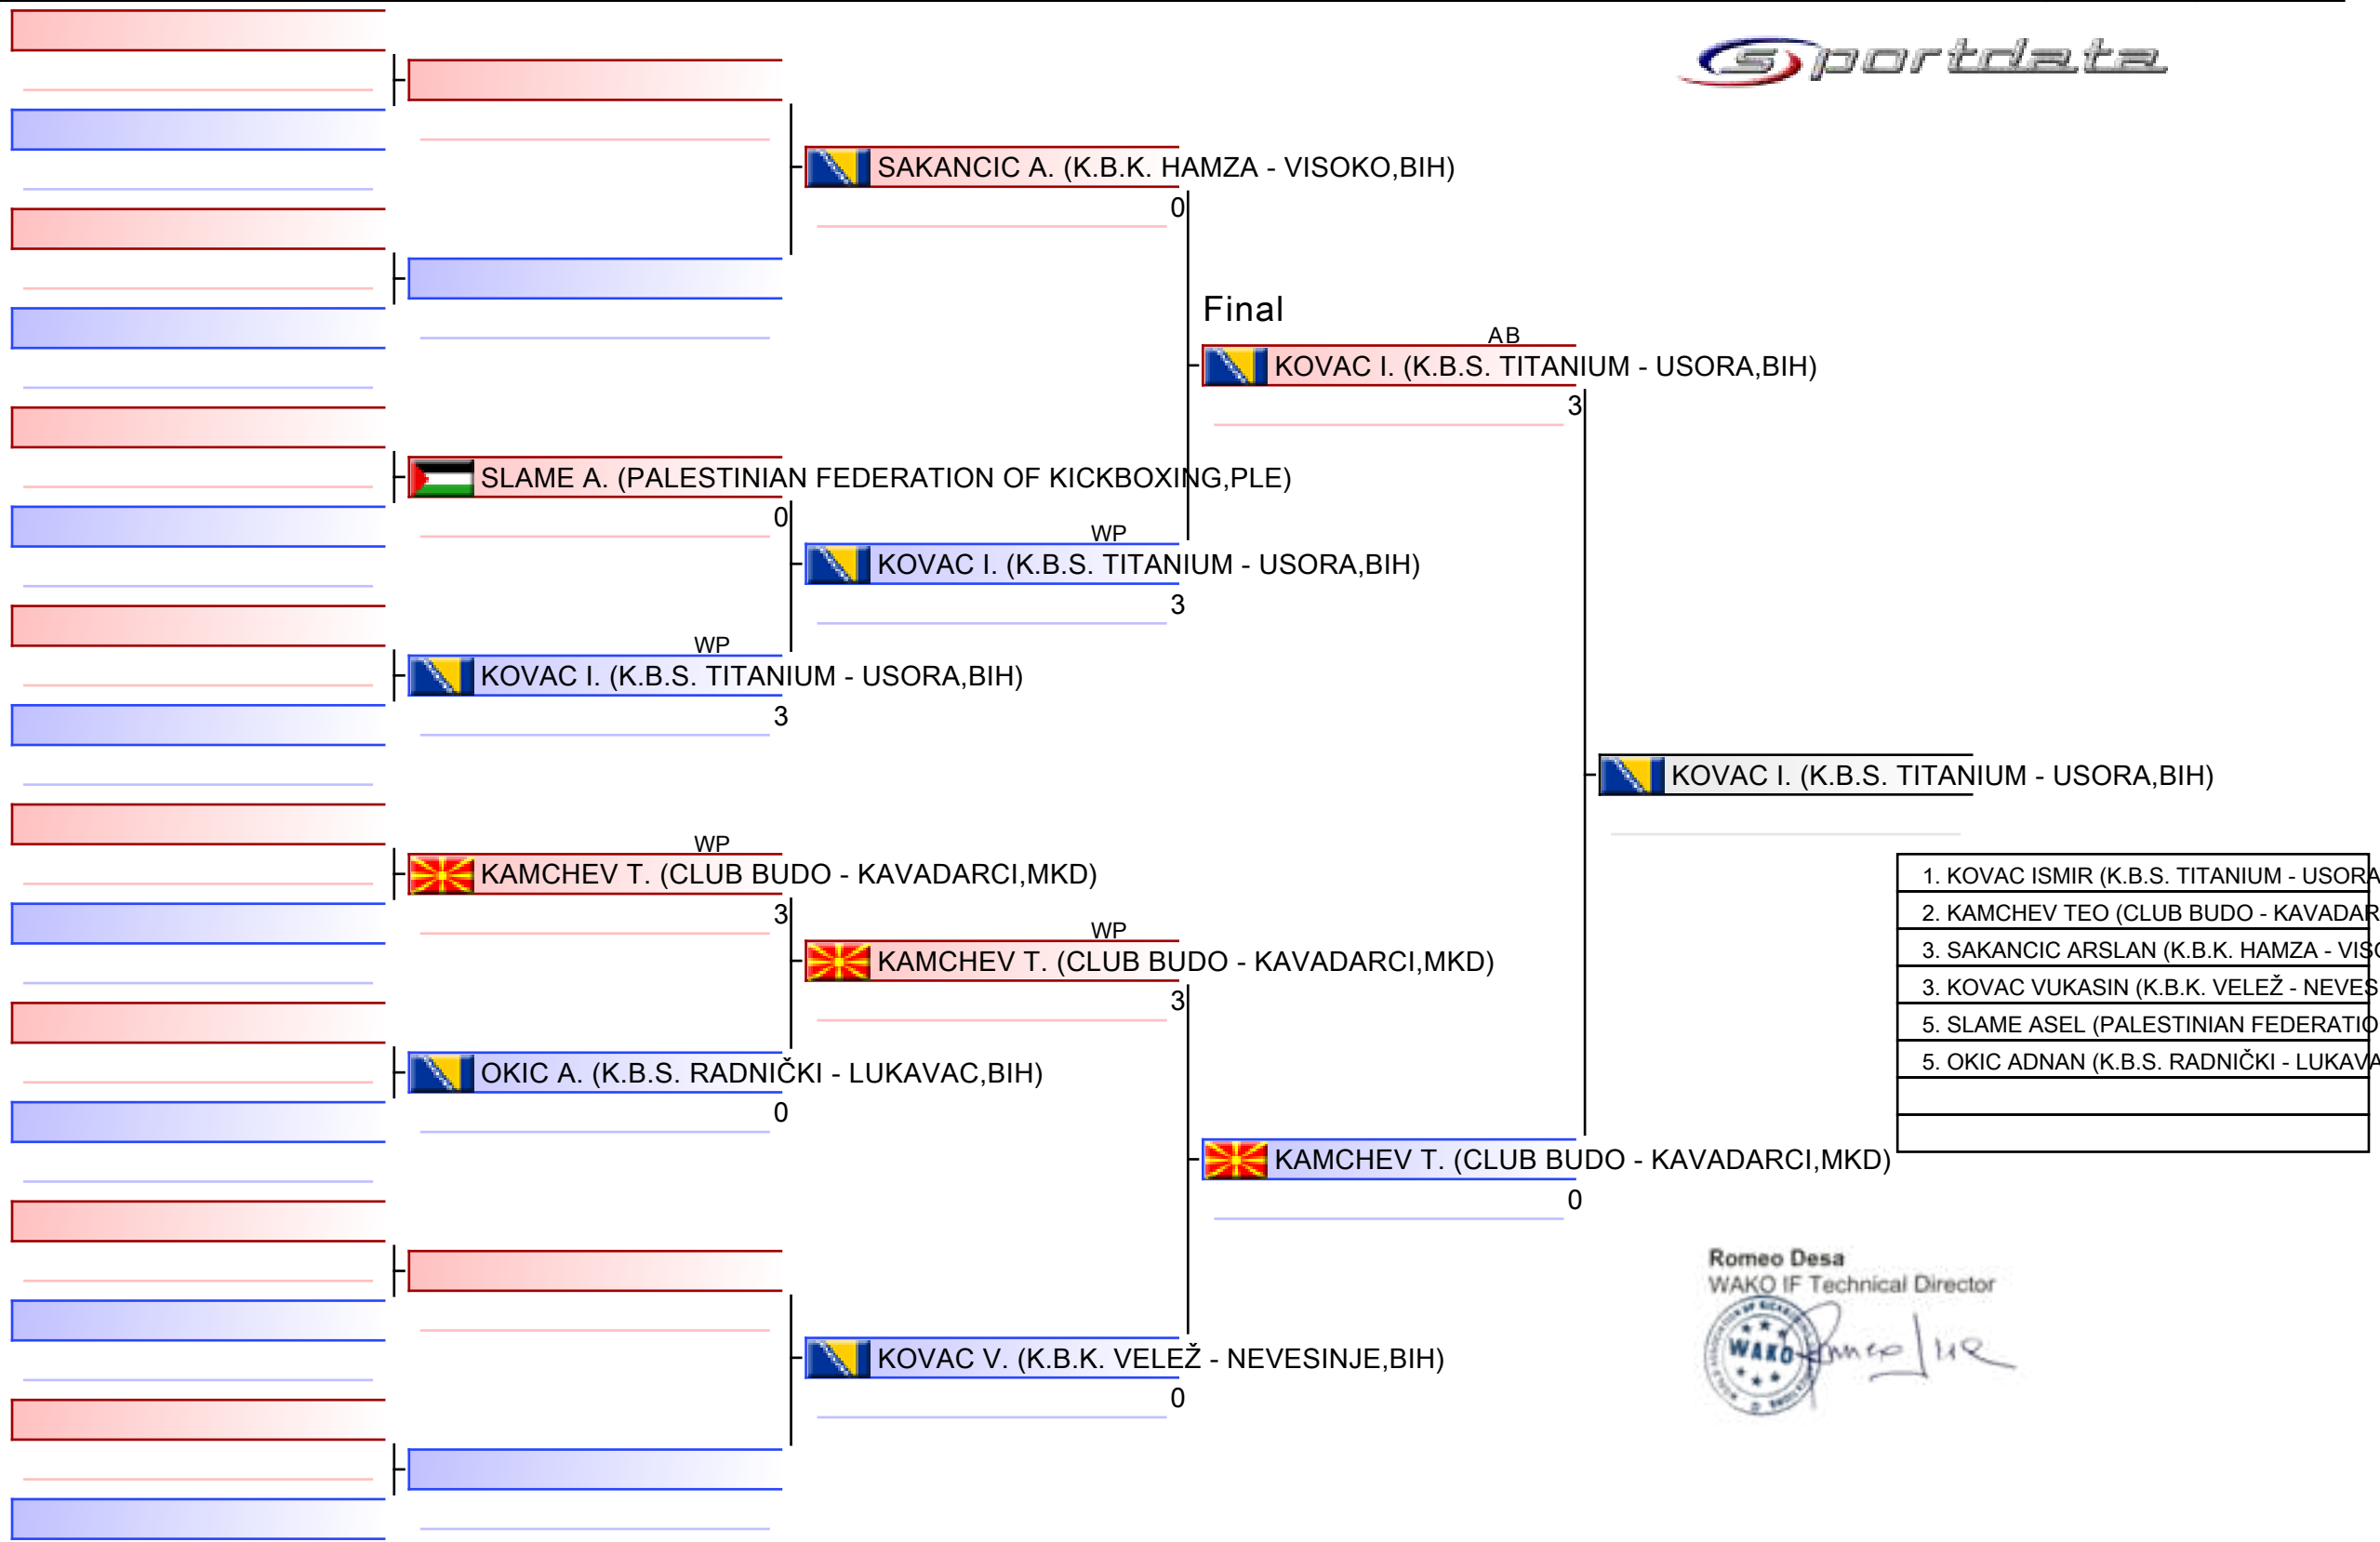 sportdata
SAKANCIC A. (K.B.K. HAMZA - VISOKO,BIH)
0
Final
AB
KOVAC I. (K.B.S. TITANIUM - USORA,BIH)
3
SLAME A. (PALESTINIAN FEDERATION OF KICKBOXING,PLE)
0
WP
KOVAC I. (K.B.S. TITANIUM - USORA,BIH)
3
WP
KOVAC I. (K.B.S. TITANIUM - USORA,BIH)
3
KOVAC I. (K.B.S. TITANIUM - USORA,BIH)
WP
KAMCHEV T. (CLUB BUDO - KAVADARCI,MKD)
3
WP
KAMCHEV T. (CLUB BUDO - KAVADARCI,MKD)
3
OKIC A. (K.B.S. RADNIČKI - LUKAVAC,BIH)
0
KAMCHEV T. (CLUB BUDO - KAVADARCI,MKD)
0
KOVAC V. (K.B.K. VELEŽ - NEVESINJE,BIH)
0
1. KOVAC ISMIR (K.B.S. TITANIUM - USORA
2. KAMCHEV TEO (CLUB BUDO - KAVADAR
3. SAKANCIC ARSLAN (K.B.K. HAMZA - VISO
3. KOVAC VUKASIN (K.B.K. VELEŽ - NEVES
5. SLAME ASEL (PALESTINIAN FEDERATIO
5. OKIC ADNAN (K.B.S. RADNIČKI - LUKAVA
Romeo Desa
WAKO IF Technical Director
WAKO